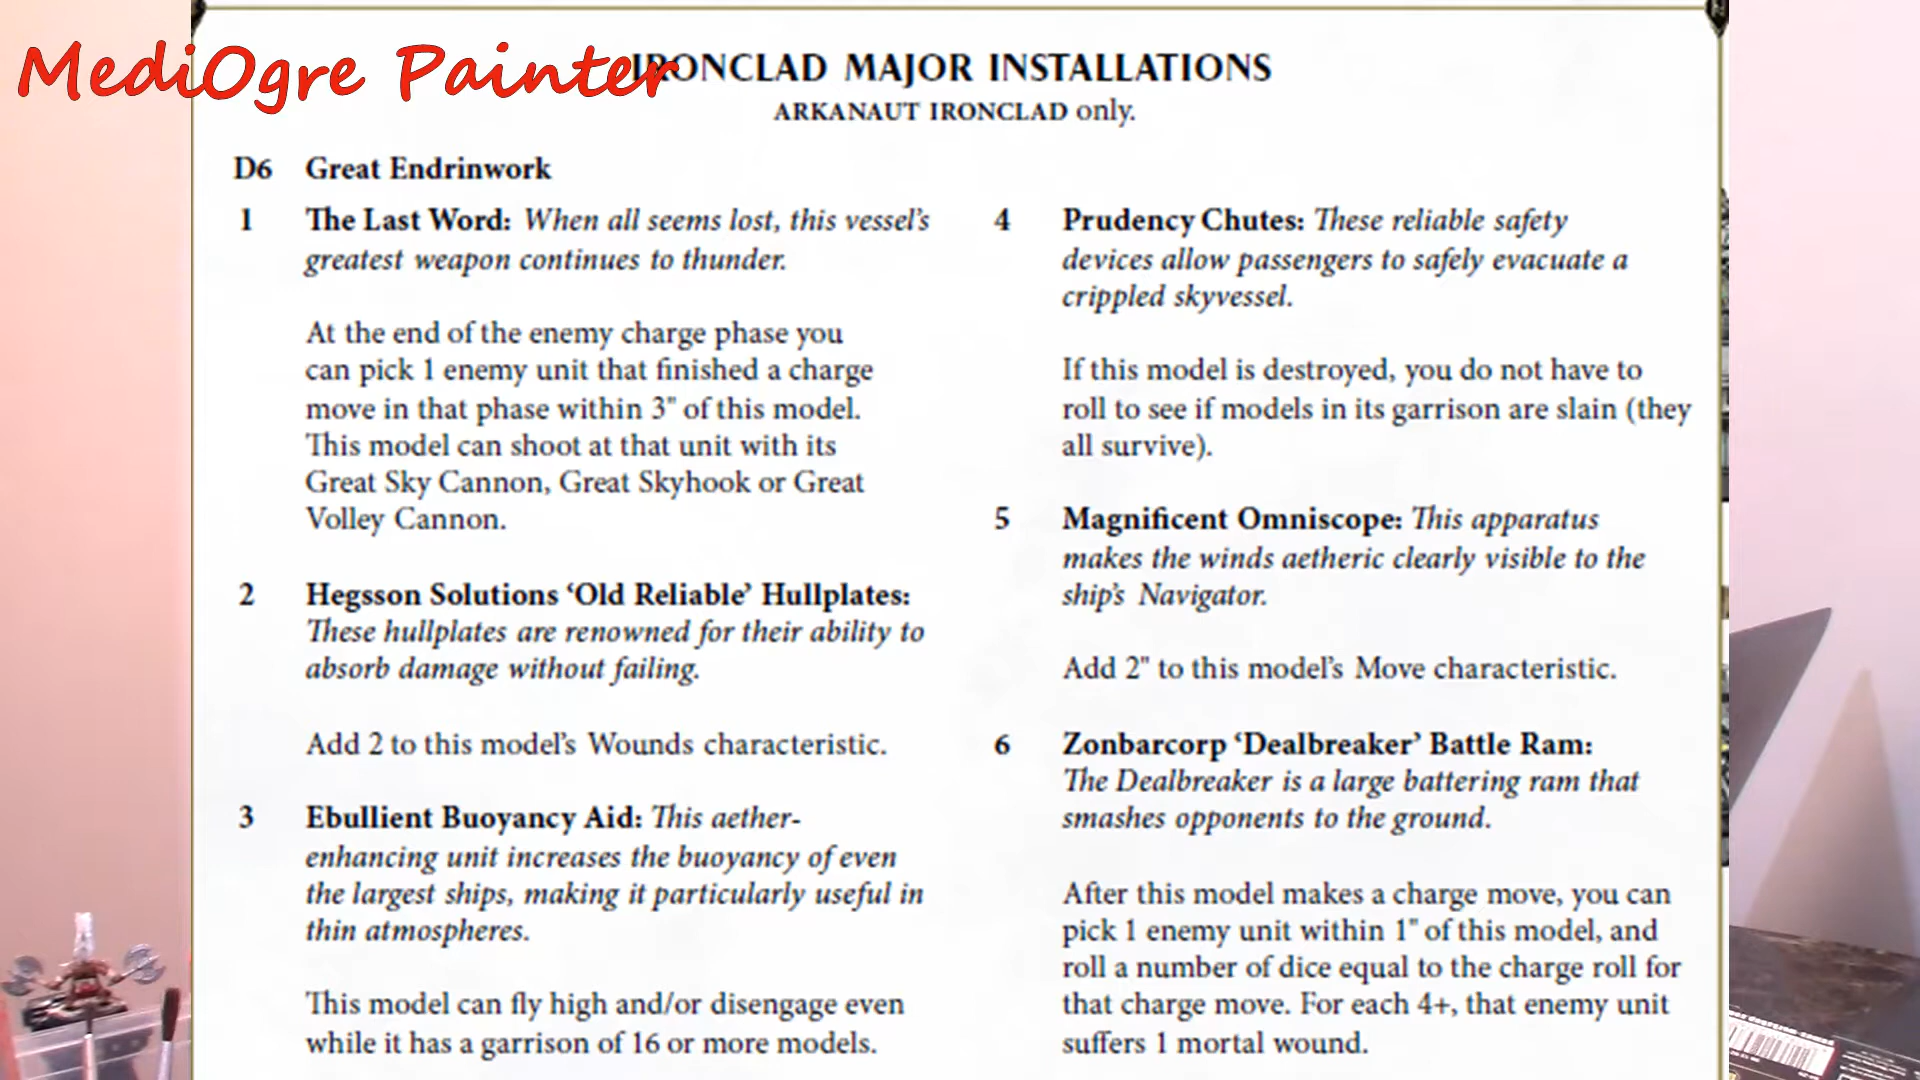 MediOgre Painter
IRONCLAD MAJOR INSTALLATIONS
ARKANAUT IRONCLAD only.
D6 Great Endrinwork
1 The Last Word: When all seems lost, this vessel's
greatest weapon continues to thunder.
At the end of the enemy charge phase you
can pick 1 enemy unit that finished a charge
move in that phase within 3" of this model.
This model can shoot at that unit with its
Great Sky Cannon, Great Skyhook or Great
Volley Cannon.
2 Hegsson Solutions ‘Old Reliable’ Hullplates:
These hullplates are renowned for their ability to
absorb damage without failing.
Add 2 to this model's Wounds characteristic.
3 Ebullient Buoyancy Aid: This aether-
enhancing unit increases the buoyancy of even
the largest ships, making it particularly useful in
thin atmospheres.
This model can fly high and/or disengage even
while it has a garrison of 16 or more models.
4 Prudency Chutes: These reliable safety
devices allow passengers to safely evacuate a
crippled skyvessel.
If this model is destroyed, you do not have to
roll to see if models in its garrison are slain (they
all survive).
5 Magnificent Omniscope: This apparatus
makes the winds aetheric clearly visible to the
ship's Navigator.
Add 2" to this model's Move characteristic.
6 Zonbarcorp ‘Dealbreaker’ Battle Ram:
The Dealbreaker is a large battering ram that
smashes opponents to the ground.
After this model makes a charge move, you can
pick 1 enemy unit within 1" of this model, and
roll a number of dice equal to the charge roll for
that charge move. For each 4+, that enemy unit
suffers 1 mortal wound.